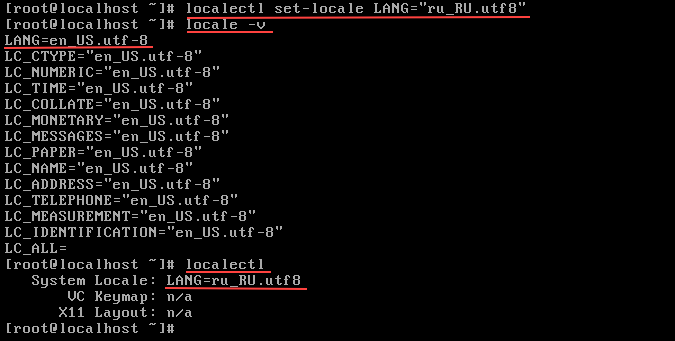 [root@localhost ~]# localectl set-locale LANG="ru_RU.utf8"
[root@localhost ~]# locale -v
LANG=en_US.utf-8
LC_CTYPE="en_US.utf-8"
LC_NUMERIC="en_US.utf-8"
LC_TIME="en_US.utf-8"
LC_COLLATE="en_US.utf-8"
LC_MONETARY="en_US.utf-8"
LC_MESSAGES="en_US.utf-8"
LC_PAPER="en_US.utf-8"
LC_NAME="en_US.utf-8"
LC_ADDRESS="en_US.utf-8"
LC_TELEPHONE="en_US.utf-8"
LC_MEASUREMENT="en_US.utf-8"
LC_IDENTIFICATION="en_US.utf-8"
LC_ALL=
[root@localhost ~]# localectl
   System Locale: LANG=ru_RU.utf8
       VC Keymap: n/a
      X11 Layout: n/a
[root@localhost ~]#